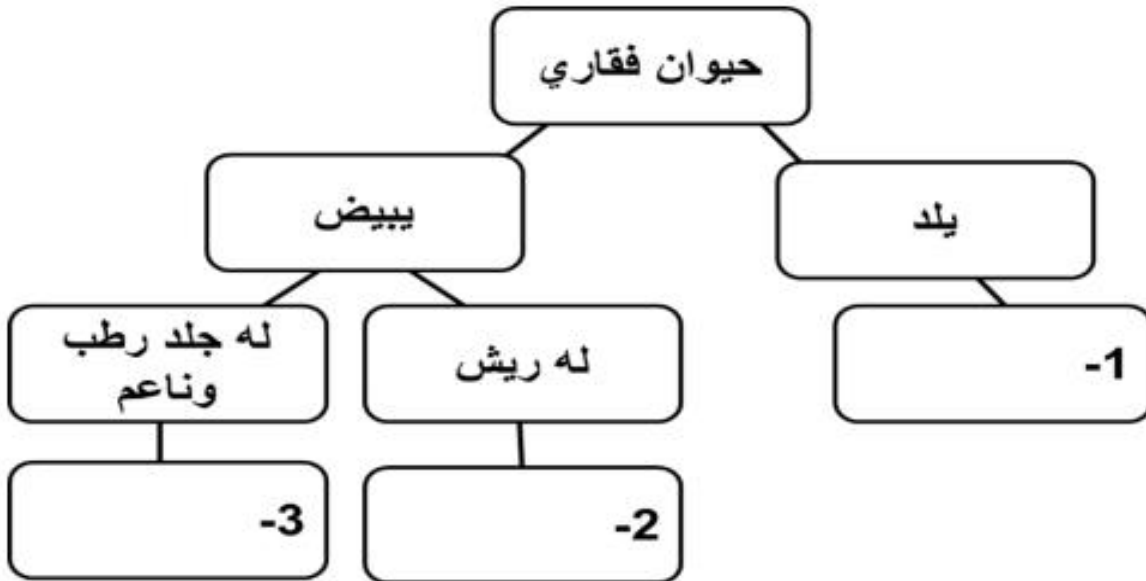 حيوان فقاري
يلد
يبيض
له ريش
له جلد رطب
وناعم
1-
2-
3-